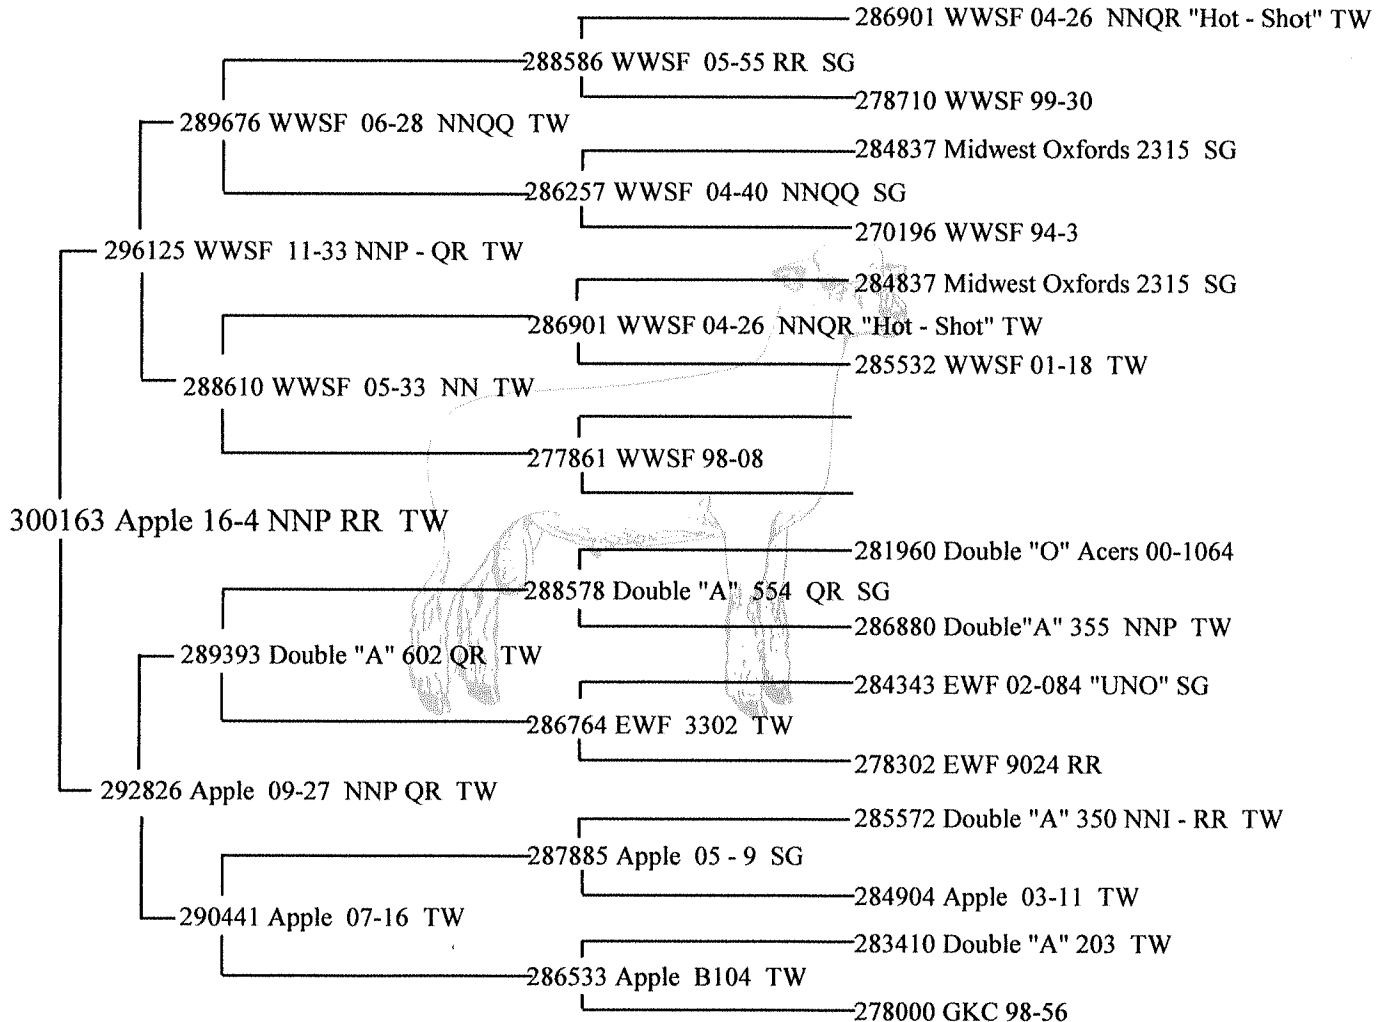 286901 WWSF 04-26 NNQR "Hot - Shot" TW
288586 WWSF 05-55 RR SG
278710 WWSF 99-30
289676 WWSF 06-28 NNQQ TW
284837 Midwest Oxfords 2315 SG
286257 WWSF 04-40 NNQQ SG
270196 WWSF 94-3
296125 WWSF 11-33 NNP - QR TW
284837 Midwest Oxfords 2315 SG
286901 WWSF 04-26 NNQR "Hot - Shot" TW
285532 WWSF 01-18 TW
288610 WWSF 05-33 NN TW
277861 WWSF 98-08
300163 Apple 16-4 NNP RR TW
281960 Double "O" Acers 00-1064
288578 Double "A" 554 QR SG
286880 Double"A" 355 NNP TW
289393 Double "A" 602 QR TW
284343 EWF 02-084 "UNO" SG
286764 EWF 3302 TW
278302 EWF 9024 RR
292826 Apple 09-27 NNP QR TW
285572 Double "A" 350 NNI - RR TW
287885 Apple 05 - 9 SG
284904 Apple 03-11 TW
290441 Apple 07-16 TW
283410 Double "A" 203 TW
286533 Apple B104 TW
278000 GKC 98-56